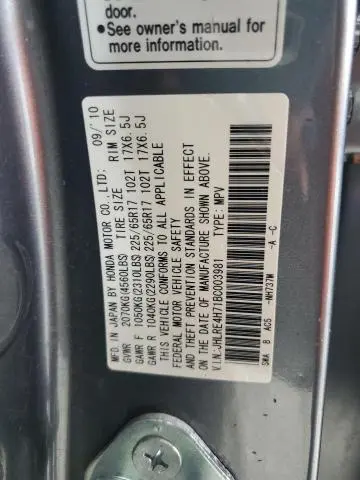 door.
•See owner's manual for
more information.
MFD. IN JAPAN BY HONDA MOTOR CO.,LTD: 09/'10
GVWR 2070KG(4560LBS) TIRE SIZE RIM SIZE
GAWR F 1050KG(2310LBS)225/65R17 102T 17X6.5J
GAWR R 1040KG(2290LBS)225/65R17 102T 17X6.5J
THIS VEHICLE CONFORMS TO ALL APPLICABLE
FEDERAL MOTOR VEHICLE SAFETY
AND THEFT PREVENTION STANDARDS IN EFFECT
ON THE DATE OF MANUFACTURE SHOWN ABOVE.
V.I.N:JHLRE4H71BC003981 TYPE: MPV
SWA B AC5 -NH737M -A -C